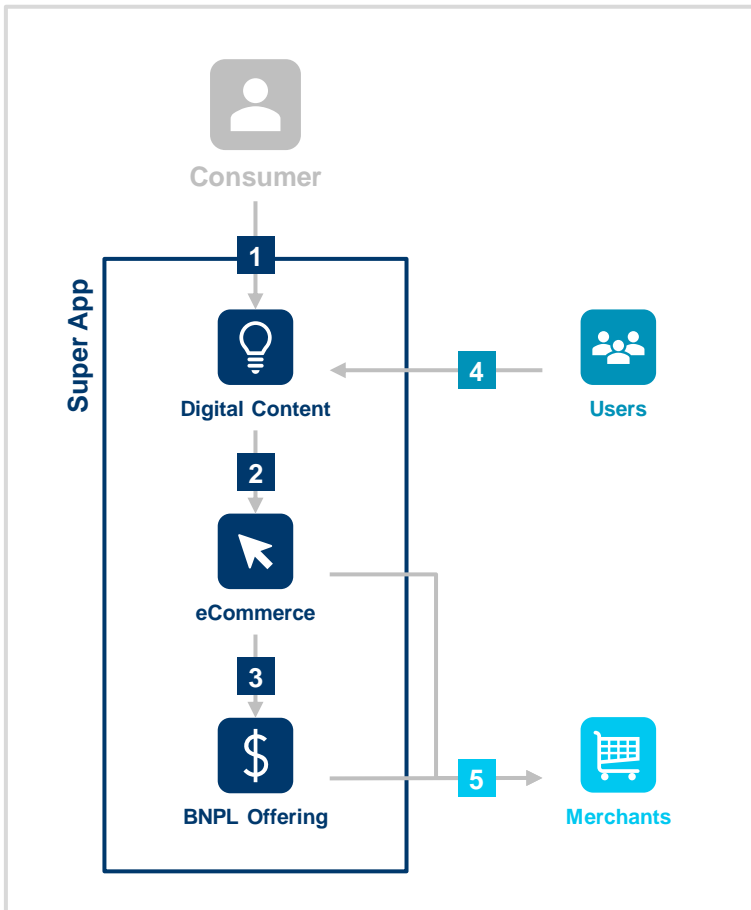 Consumer
1
Super App
Digital Content
4
Users
2
eCommerce
3
BNPL Offering
5
Merchants